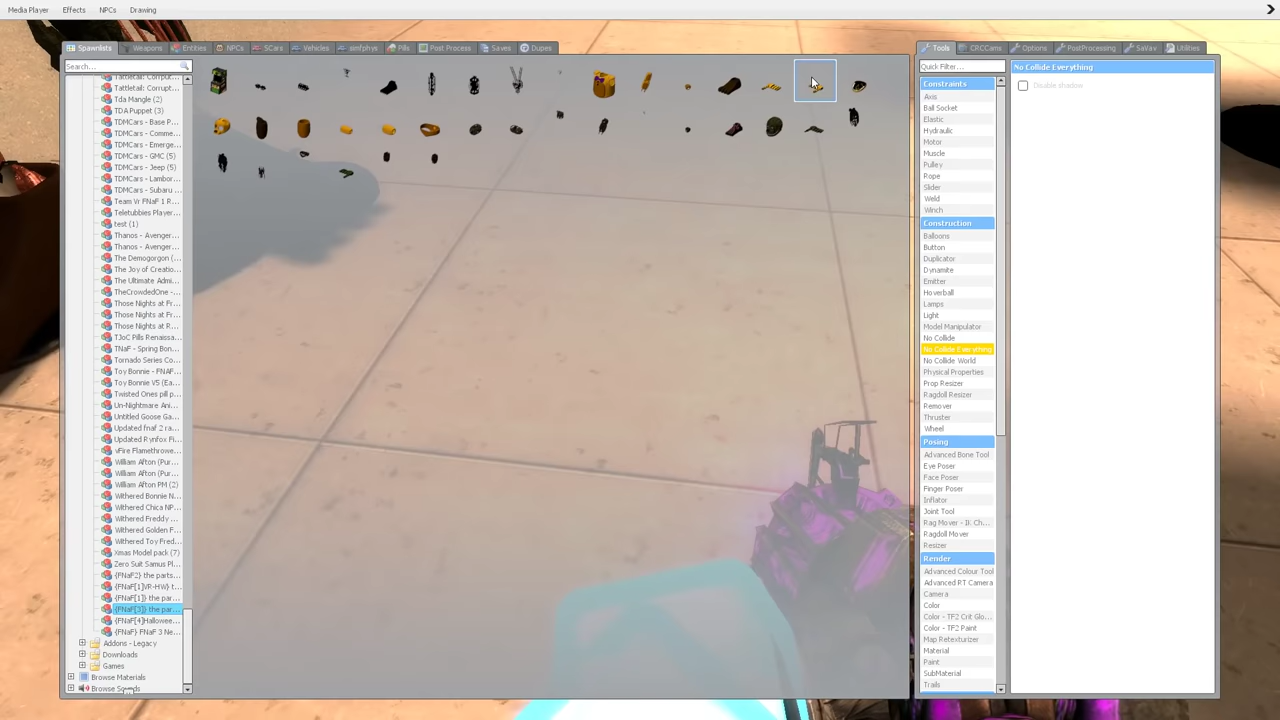 Media Player Effects NPCs Drawing
Spawnlists Weapons Entities NPCs SCars Vehicles simfphys Pills Post Process Saves Dupes
Search...
Tattletail: Corrupt...
Tda Mangle (2)
TDA Puppet (3)
TDMCars - Base P...
TDMCars - Comme...
TDMCars - Emerge...
TDMCars - GMC (5)
TDMCars - Jeep (5)
TDMCars - Lambor...
TDMCars - Subaru ...
Team Vr FNaF 1 R...
Teletubbies Player...
test (1)
Thanos - Avenger...
Thanos - Avenger...
The Demogorgon (...
The Joy of Creatio...
The Ultimate Admi...
TheCrowdedOne -...
Those Nights at Fr...
Those Nights at Fr...
Those Nights at R...
TJoC Pills Renaissa...
TNaF - Spring Bon...
Tornado Series Co...
Toy Bonnie - FNAF...
Toy Bonnie V5 (Ea...
Twisted Ones pill p...
Un-Nightmare Ani...
Untitled Goose Ga...
Updated fnaf 2 ra...
Updated Rynfox Fi...
vFire Flamethrowe...
William Afton (Pur...
William Afton (Pur...
William Afton PM (2)
Withered Bonnie N...
Withered Chica NP...
Withered Freddy ...
Withered Golden F...
Withered Toy Fred...
Xmas Model pack (7)
Zero Suit Samus Pl...
{FNaF2} the parts...
{FNaF[1]VR-HW} t...
{FNaF[1]} the par...
{FNaF[3]} the par...
{FNaF[4]Hallowee...
{FNaF} FNaF 3 Ne...
Addons - Legacy
Downloads
Games
Browse Materials
Browse Sounds
Tools CRCCams Options PostProcessing SaVav Utilities
Quick Filter...
Constraints
Axis
Ball Socket
Elastic
Hydraulic
Motor
Muscle
Pulley
Rope
Slider
Weld
Winch
Construction
Balloons
Button
Duplicator
Dynamite
Emitter
Hoverball
Lamps
Light
Model Manipulator
No Collide
No Collide Everything
No Collide World
Physical Properties
Prop Resizer
Ragdoll Resizer
Remover
Thruster
Wheel
Posing
Advanced Bone Tool
Eye Poser
Face Poser
Finger Poser
Inflator
Joint Tool
Rag Mover - IK Ch...
Ragdoll Mover
Resizer
Render
Advanced Colour Tool
Advanced RT Camera
Camera
Color
Color - TF2 Crit Glo...
Color - TF2 Paint
Map Retexturizer
Material
Paint
SubMaterial
Trails
No Collide Everything
Disable shadow